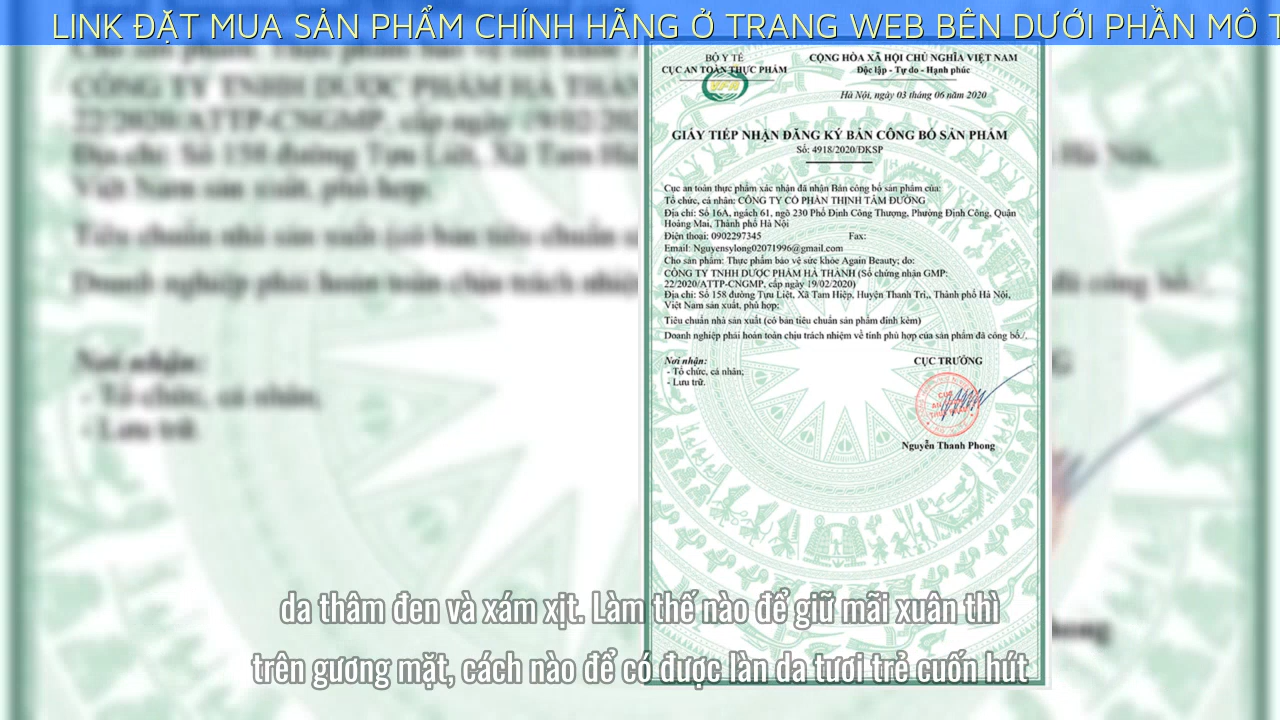 LINK ĐẶT MUA SẢN PHẨM CHÍNH HÃNG Ở TRANG WEB BÊN DƯỚI PHẦN MÔ T
BỘ Y TẾ
CỤC AN TOÀN THỰC PHẨM
VFA
CỘNG HÒA XÃ HỘI CHỦ NGHĨA VIỆT NAM
Độc lập - Tự do - Hạnh phúc
Hà Nội, ngày 03 tháng 06 năm 2020
GIẤY TIẾP NHẬN ĐĂNG KÝ BẢN CÔNG BỐ SẢN PHẨM
Số: 4918/2020/ĐKSP
Cục an toàn thực phẩm xác nhận đã nhận Bản công bố sản phẩm của:
Tổ chức, cá nhân: CÔNG TY CỔ PHẦN THỊNH TÂM ĐƯỜNG
Địa chỉ: Số 16A, ngách 61, ngõ 230 Phố Định Công Thượng, Phường Định Công, Quận
Hoàng Mai, Thành phố Hà Nội
Điện thoại: 0902297345 Fax:
Email: Nguyensylong02071996@gmail.com
Cho sản phẩm: Thực phẩm bảo vệ sức khỏe Again Beauty; do:
CÔNG TY TNHH DƯỢC PHẨM HÀ THÀNH (Số chứng nhận GMP:
22/2020/ATTP-CNGMP, cấp ngày 19/02/2020)
Địa chỉ: Số 158 đường Tựu Liệt, Xã Tam Hiệp, Huyện Thanh Trì,, Thành phố Hà Nội,
Việt Nam sản xuất, phù hợp:
Tiêu chuẩn nhà sản xuất (có bản tiêu chuẩn sản phẩm đính kèm)
Doanh nghiệp phải hoàn toàn chịu trách nhiệm về tính phù hợp của sản phẩm đã công bố./.
Nơi nhận:
- Tổ chức, cá nhân;
- Lưu trữ.
CỤC TRƯỞNG
Nguyễn Thanh Phong
da thâm đen và xám xịt. Làm thế nào để giữ mãi xuân thì
trên gương mặt, cách nào để có được làn da tươi trẻ cuốn hút